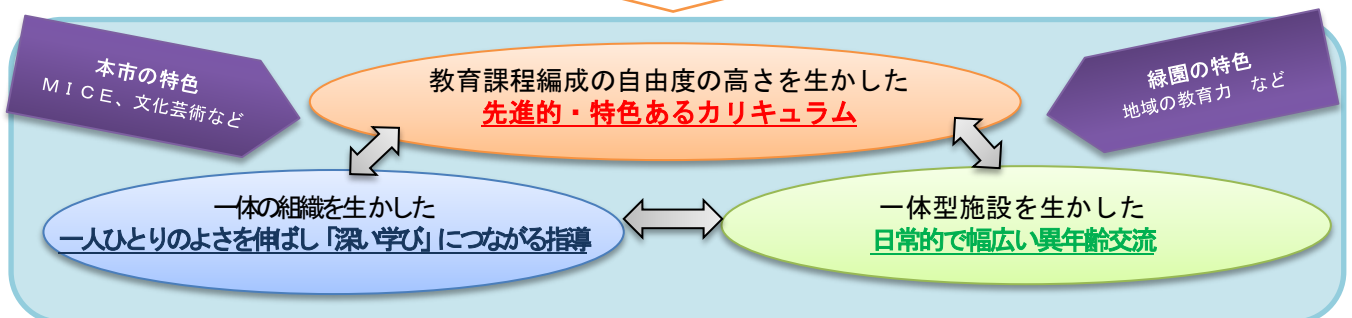 本市の特色
ＭＩＣＥ、文化芸術など
教育課程編成の自由度の高さを生かした
先進的・特色あるカリキュラム
緑園の特色
地域の教育力　など
一体の組織を生かした
一人ひとりのよさを伸ばし「深い学び」につながる指導
一体型施設を生かした
日常的で幅広い異年齢交流